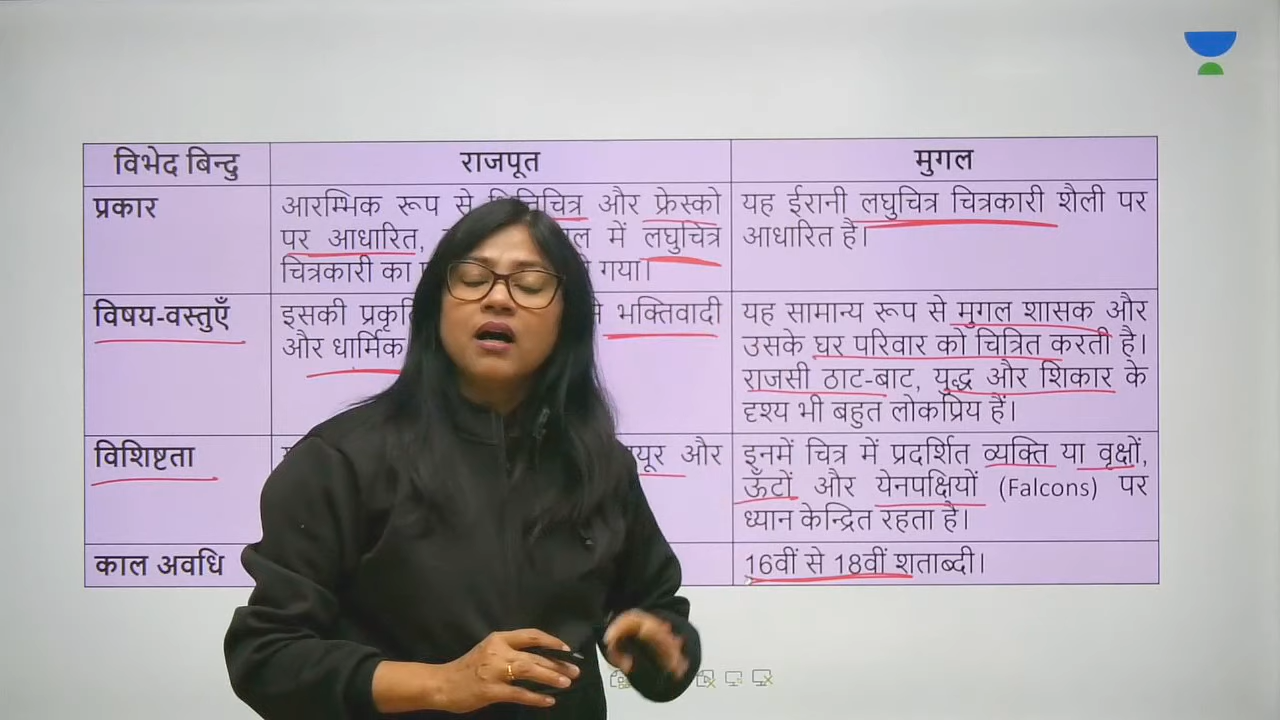 विभेद बिन्दु राजपूत मुगल
प्रकार
आरम्भिक रूप से और फ्रेस्को
पर आधारित, में लघुचित्र
चित्रकारी का गया।
यह ईरानी लघुचित्र चित्रकारी शैली पर
आधारित है।
विषय-वस्तुएँ
इसकी भक्तिवादी
और धार्मिक
यह सामान्य रूप से मुगल शासक और
उसके घर परिवार को चित्रित करती है।
राजसी ठाट-बाट, युद्ध और शिकार के
दृश्य भी बहुत लोकप्रिय हैं।
विशिष्टता
और
इनमें चित्र में प्रदर्शित व्यक्ति या वृक्षों,
ऊँटों और येनपक्षियों (Falcons) पर
ध्यान केन्द्रित रहता है।
काल अवधि
16वीं से 18वीं शताब्दी।